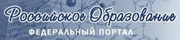 Российское Образование
ФЕДЕРАЛЬНЫЙ ПОРТАЛ